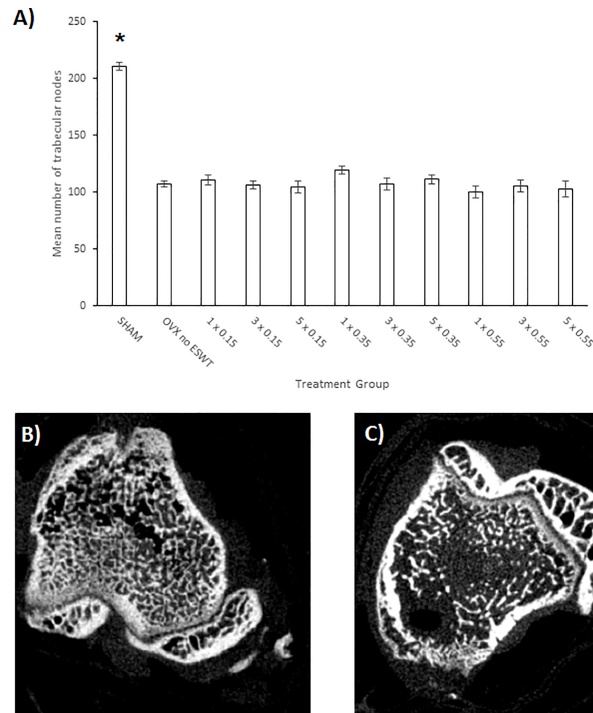 A)
250
200
150
100
50
0
*
Mean number of trabecular nodes
SHAM
OVX no ESWT
1 x 0.15
3 x 0.15
5 x 0.15
1 x 0.35
3 x 0.35
5 x 0.35
1 x 0.55
3 x 0.55
5 x 0.55
Treatment Group
B)
C)